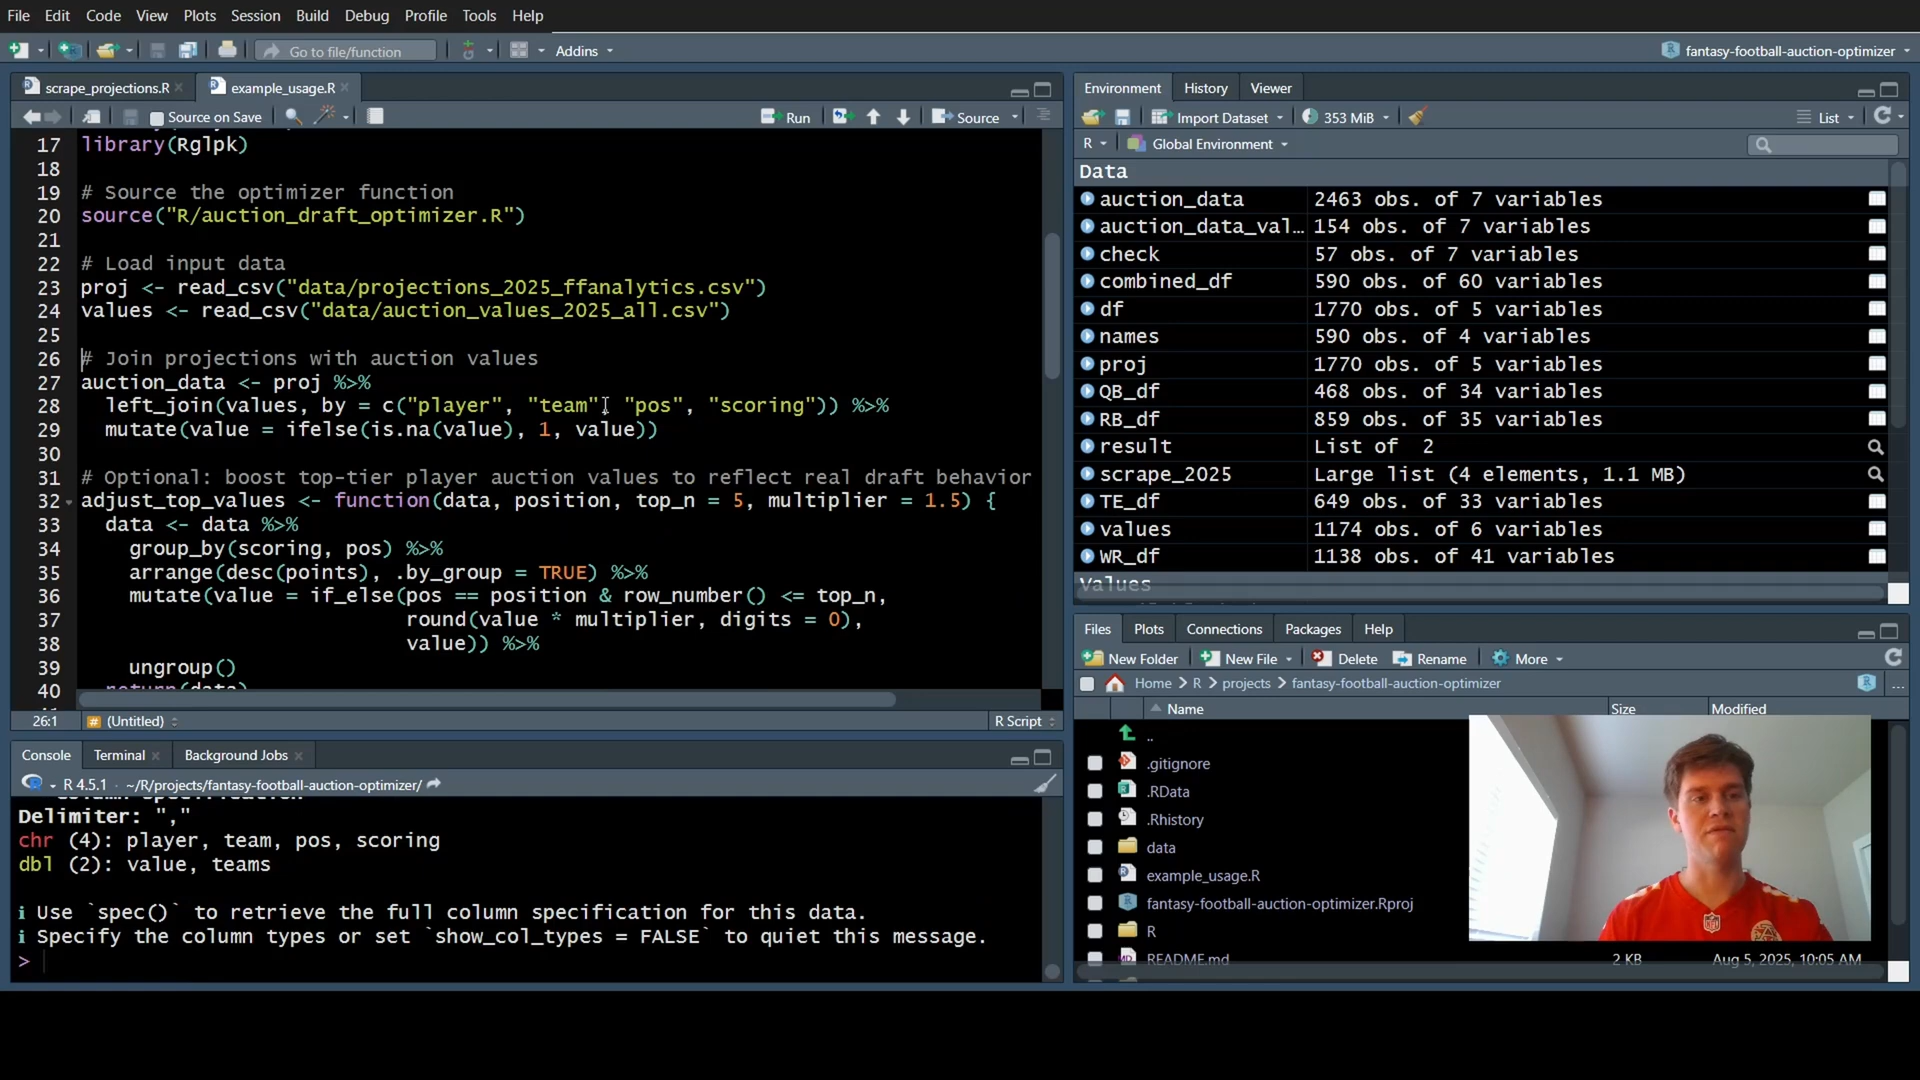 File Edit Code View Plots Session Build Debug Profile Tools Help
Go to file/function Addins fantasy-football-auction-optimizer
scrape_projections.R example_usage.R
Source on Save Run Source
17 library(Rglpk)
18
19 # Source the optimizer function
20 source("R/auction_draft_optimizer.R")
21
22 # Load input data
23 proj <- read_csv("data/projections_2025_ffanalytics.csv")
24 values <- read_csv("data/auction_values_2025_all.csv")
25
26 # Join projections with auction values
27 auction_data <- proj %>%
28 left_join(values, by = c("player", "team", "pos", "scoring")) %>%
29 mutate(value = ifelse(is.na(value), 1, value))
30
31 # Optional: boost top-tier player auction values to reflect real draft behavior
32 adjust_top_values <- function(data, position, top_n = 5, multiplier = 1.5) {
33 data <- data %>%
34 group_by(scoring, pos) %>%
35 arrange(desc(points), .by_group = TRUE) %>%
36 mutate(value = if_else(pos == position & row_number() <= top_n,
37 round(value * multiplier, digits = 0),
38 value)) %>%
39 ungroup()
40 return(data)
26:1 (Untitled) R Script
Console Terminal Background Jobs
R 4.5.1 · ~/R/projects/fantasy-football-auction-optimizer/
Delimiter: ","
chr (4): player, team, pos, scoring
dbl (2): value, teams
i Use `spec()` to retrieve the full column specification for this data.
i Specify the column types or set `show_col_types = FALSE` to quiet this message.
>
Environment History Viewer
Import Dataset 353 MiB List
R Global Environment
Data
auction_data 2463 obs. of 7 variables
auction_data_val… 154 obs. of 7 variables
check 57 obs. of 7 variables
combined_df 590 obs. of 60 variables
df 1770 obs. of 5 variables
names 590 obs. of 4 variables
proj 1770 obs. of 5 variables
QB_df 468 obs. of 34 variables
RB_df 859 obs. of 35 variables
result List of 2
scrape_2025 Large list (4 elements, 1.1 MB)
TE_df 649 obs. of 33 variables
values 1174 obs. of 6 variables
WR_df 1138 obs. of 41 variables
Values
Files Plots Connections Packages Help
New Folder New File Delete Rename More
Home R projects fantasy-football-auction-optimizer ...
Name Size Modified
..
.gitignore
.RData
.Rhistory
data
example_usage.R
fantasy-football-auction-optimizer.Rproj
R
README.md 2 KB Aug 5, 2025, 10:05 AM